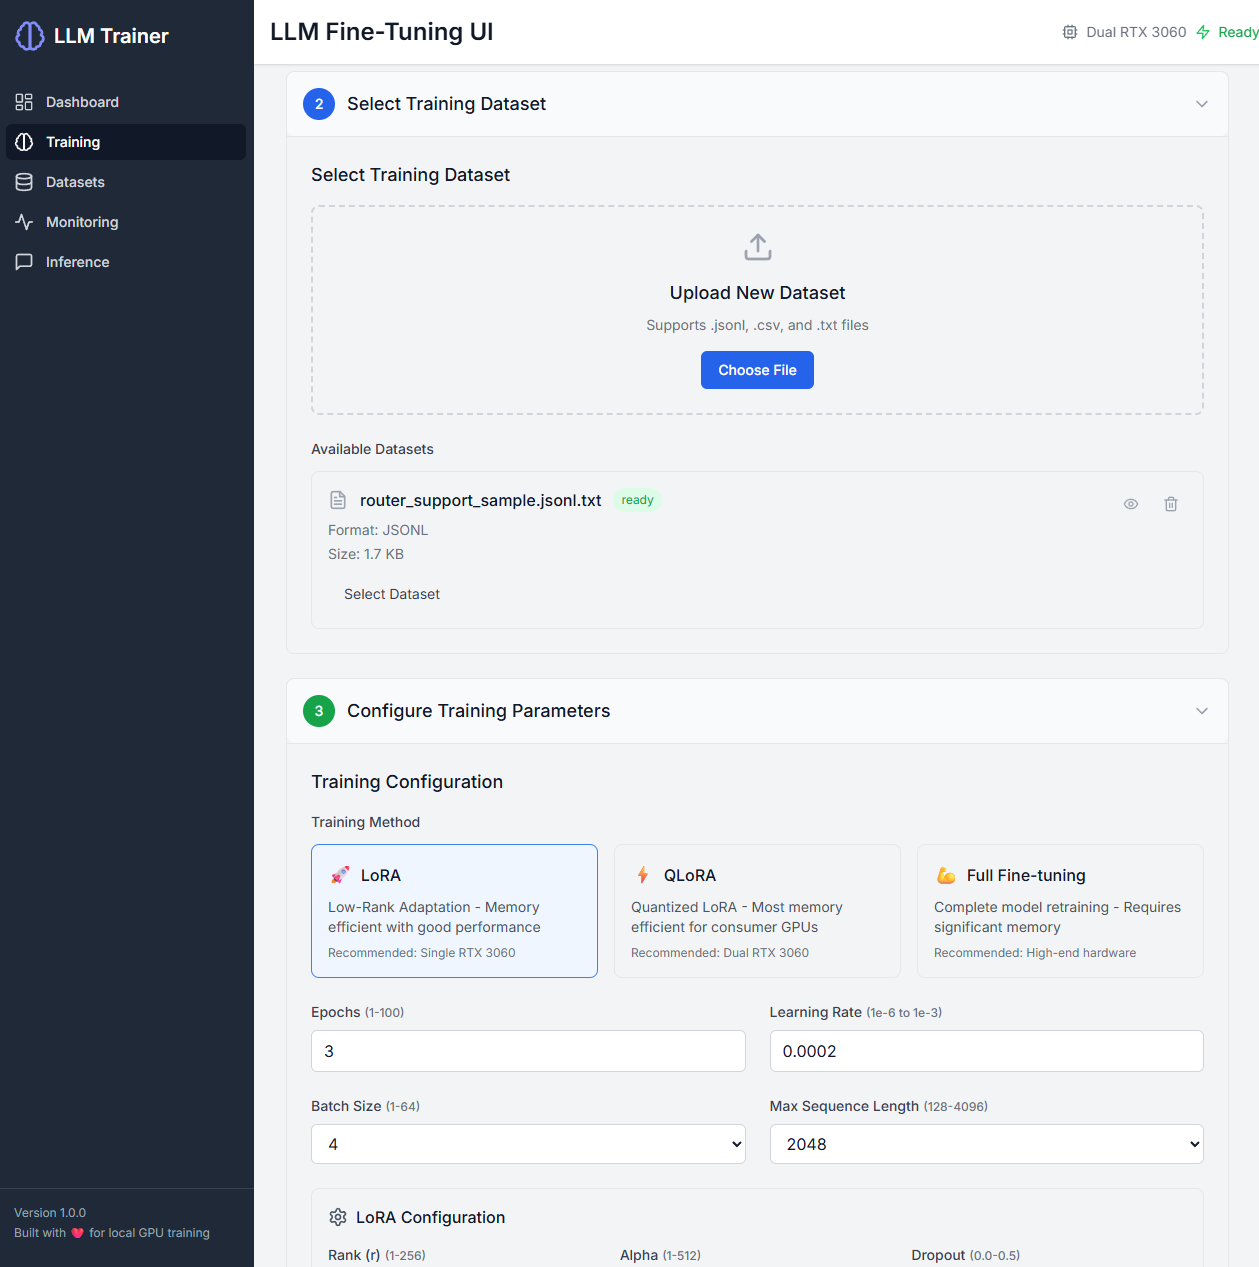 LLM Trainer
Dashboard
Training
Datasets
Monitoring
Inference
Version 1.0.0
Built with ❤️ for local GPU training
LLM Fine-Tuning UI
Dual RTX 3060
Ready
2
Select Training Dataset
Select Training Dataset
Upload New Dataset
Supports .jsonl, .csv, and .txt files
Choose File
Available Datasets
router_support_sample.jsonl.txt ready
Format: JSONL
Size: 1.7 KB
Select Dataset
3
Configure Training Parameters
Training Configuration
Training Method
🚀 LoRA
Low-Rank Adaptation - Memory
efficient with good performance
Recommended: Single RTX 3060
⚡ QLoRA
Quantized LoRA - Most memory
efficient for consumer GPUs
Recommended: Dual RTX 3060
💪 Full Fine-tuning
Complete model retraining - Requires
significant memory
Recommended: High-end hardware
Epochs (1-100)
3
Learning Rate (1e-6 to 1e-3)
0.0002
Batch Size (1-64)
4
Max Sequence Length (128-4096)
2048
LoRA Configuration
Rank (r) (1-256)
Alpha (1-512)
Dropout (0.0-0.5)